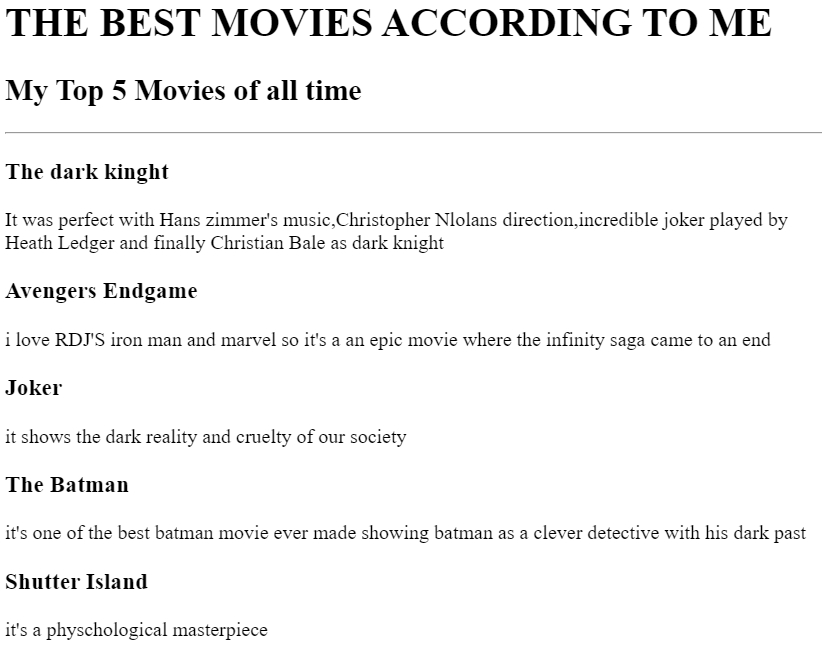 THE BEST MOVIES ACCORDING TO ME
My Top 5 Movies of all time
The dark kinght
It was perfect with Hans zimmer's music,Christopher Nlolans direction,incredible joker played by
Heath Ledger and finally Christian Bale as dark knight
Avengers Endgame
i love RDJ'S iron man and marvel so it's a an epic movie where the infinity saga came to an end
Joker
it shows the dark reality and cruelty of our society
The Batman
it's one of the best batman movie ever made showing batman as a clever detective with his dark past
Shutter Island
it's a physchological masterpiece